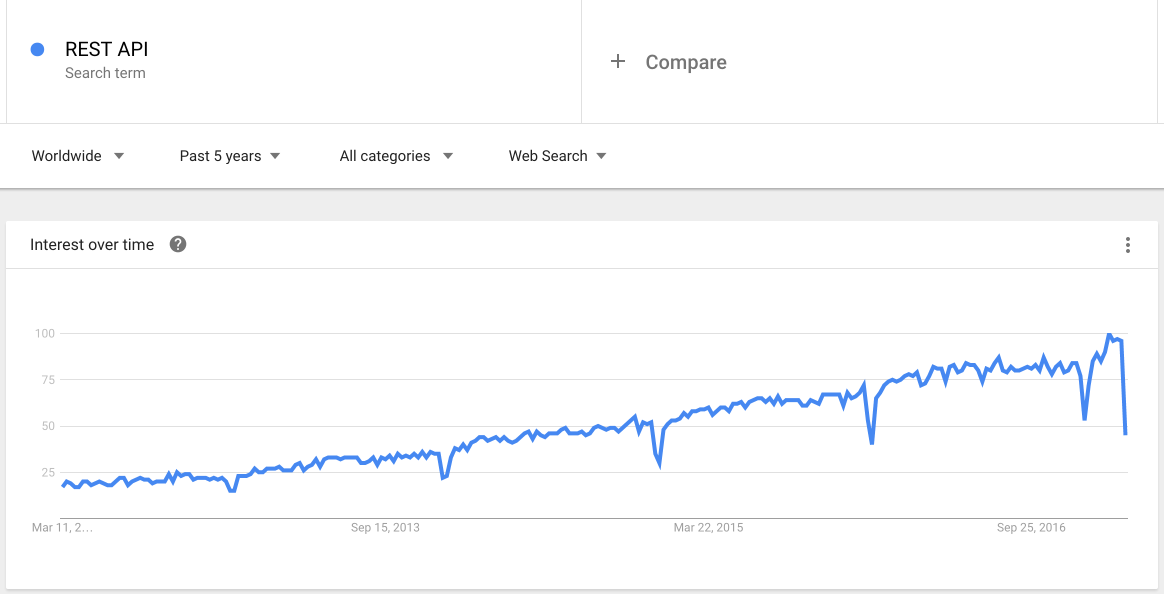 REST API
Search term
+ Compare
Worldwide
Past 5 years
All categories
Web Search
Interest over time ?
100
75
50
25
Mar 11, 2…
Sep 15, 2013
Mar 22, 2015
Sep 25, 2016